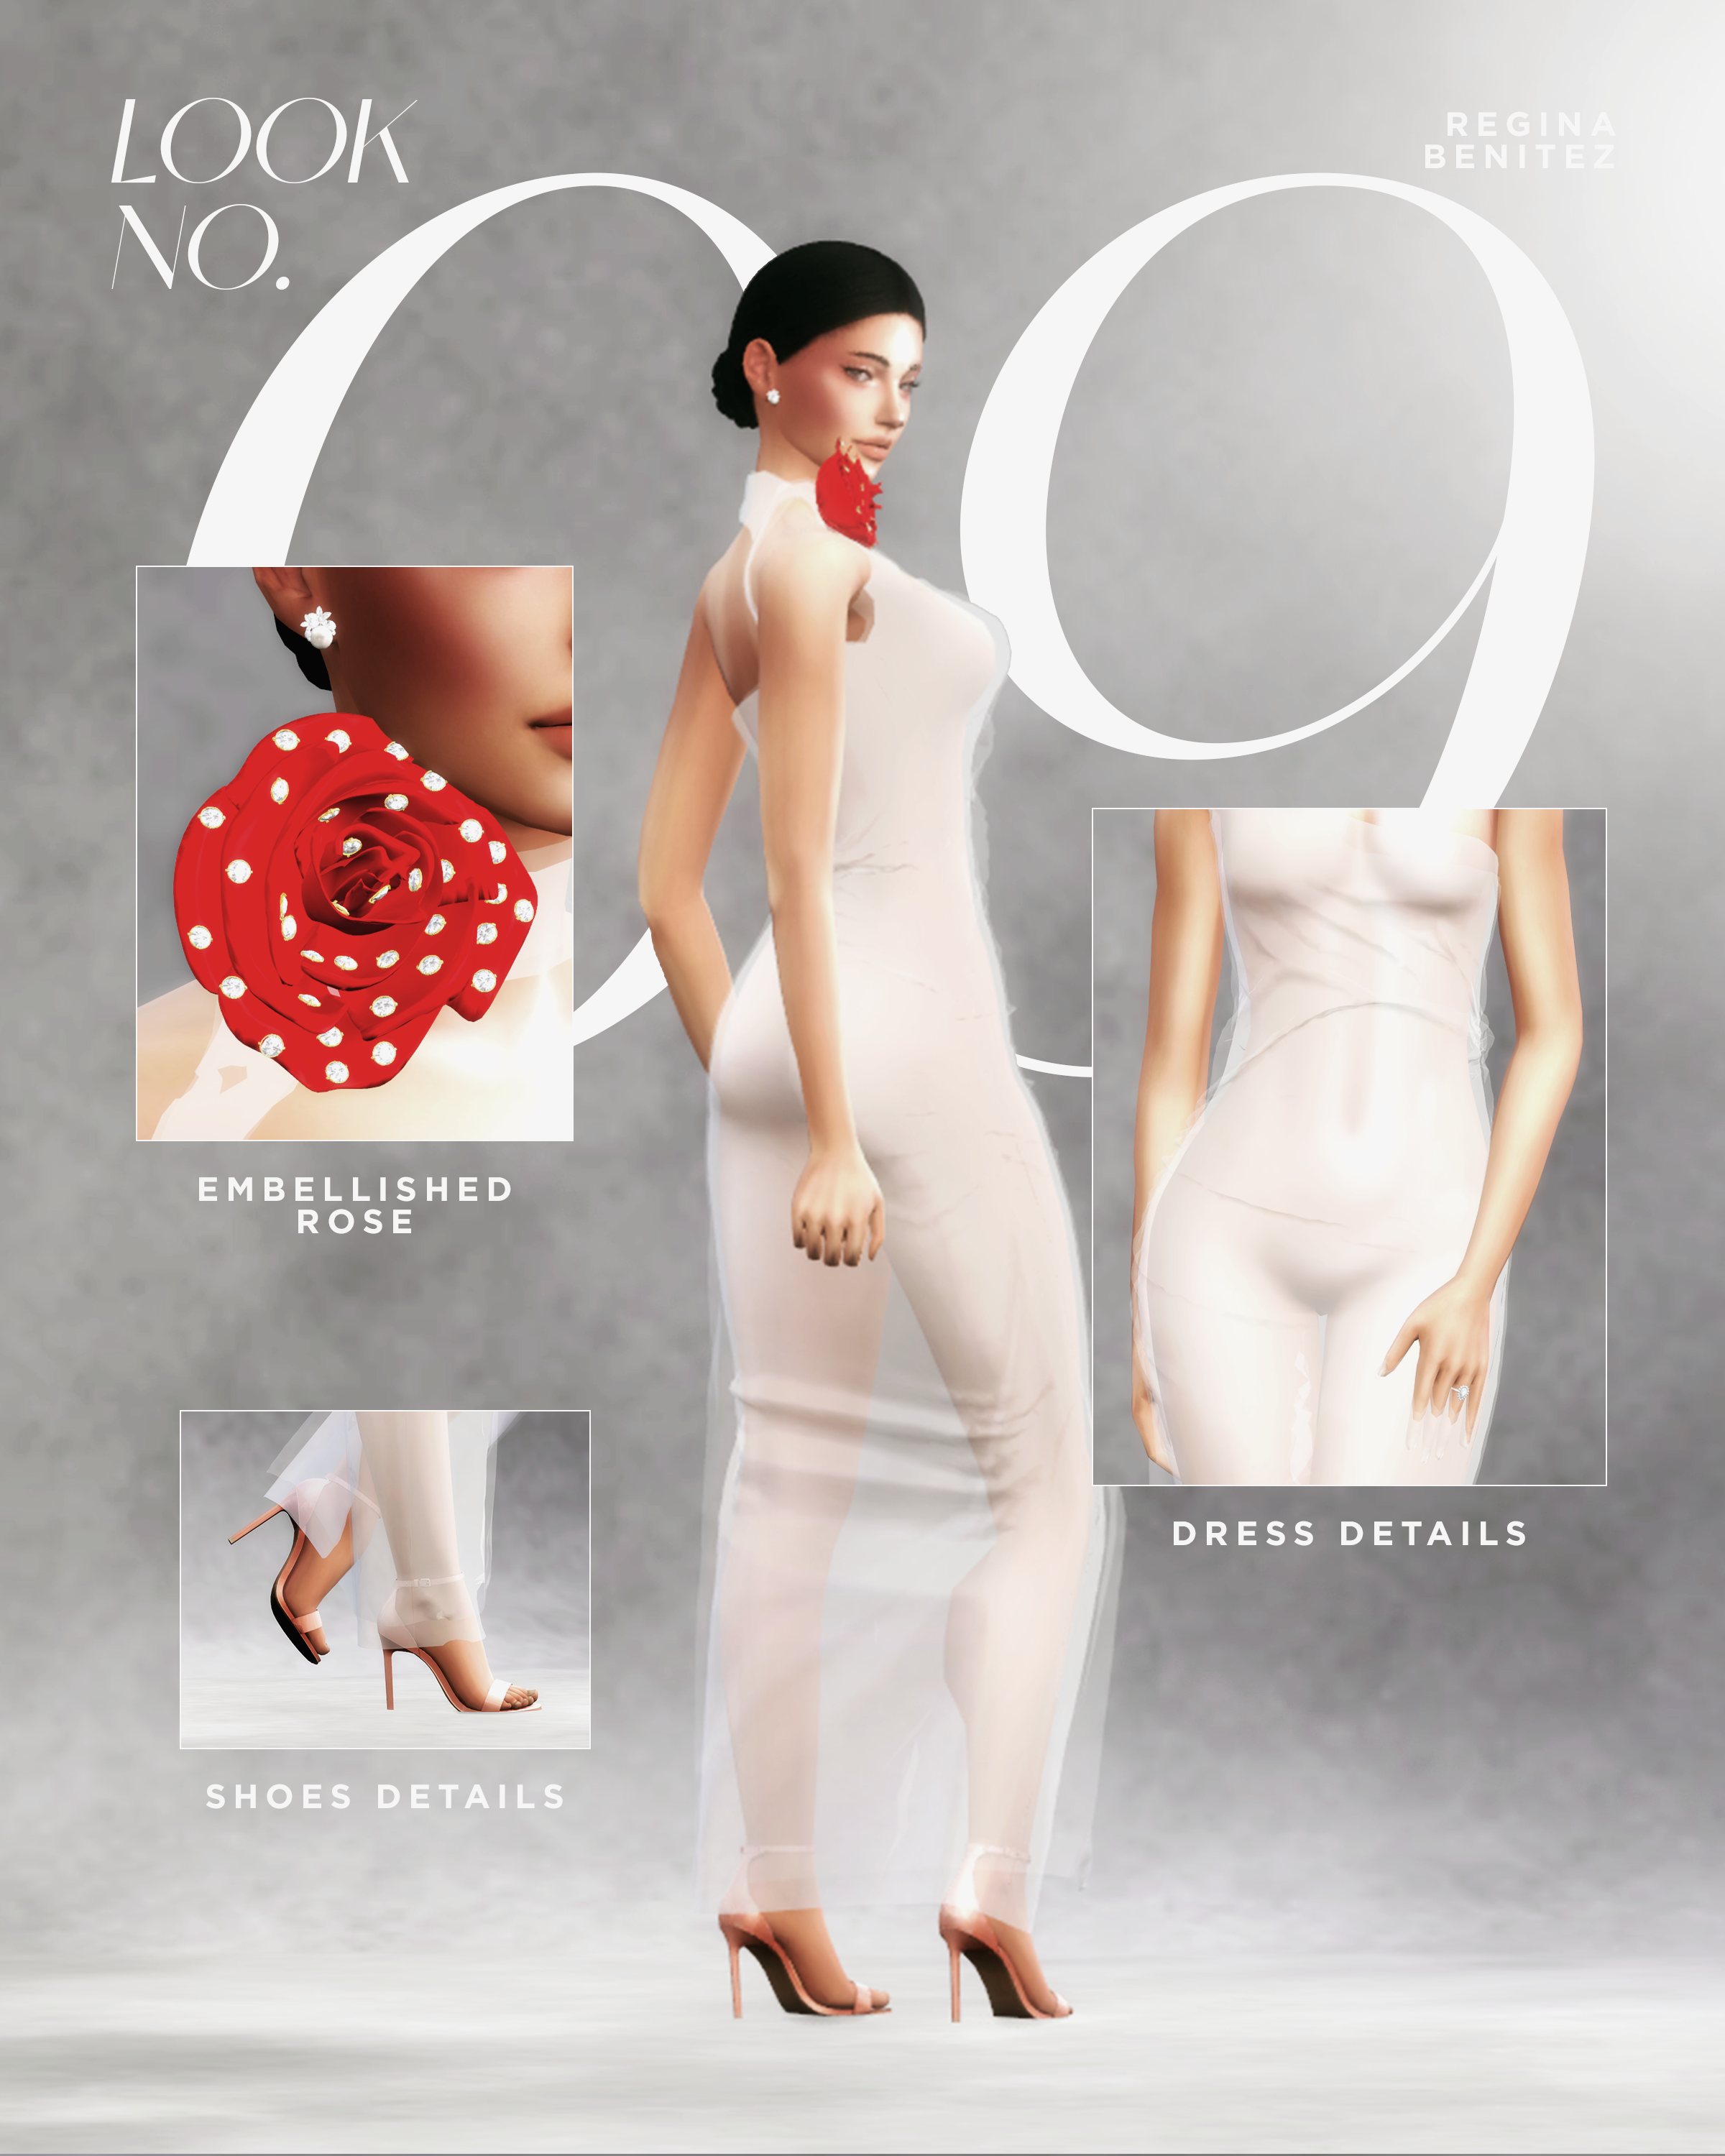 LOOK
NO.
09
REGINA
BENITEZ
EMBELLISHED
ROSE
DRESS DETAILS
SHOES DETAILS